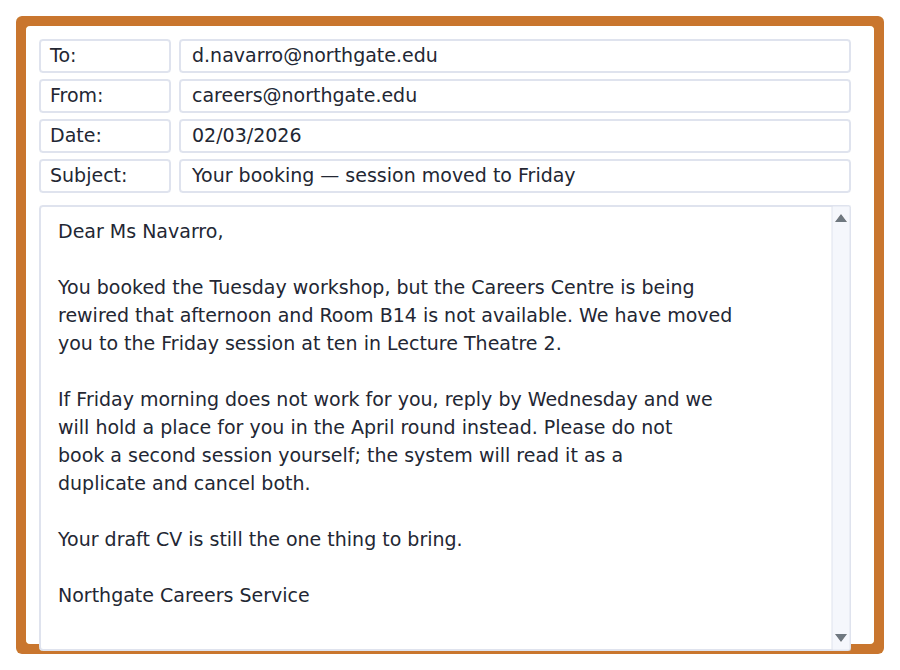 To: d.navarro@northgate.edu
From: careers@northgate.edu
Date: 02/03/2026
Subject: Your booking — session moved to Friday
Dear Ms Navarro,
You booked the Tuesday workshop, but the Careers Centre is being
rewired that afternoon and Room B14 is not available. We have moved
you to the Friday session at ten in Lecture Theatre 2.
If Friday morning does not work for you, reply by Wednesday and we
will hold a place for you in the April round instead. Please do not
book a second session yourself; the system will read it as a
duplicate and cancel both.
Your draft CV is still the one thing to bring.
Northgate Careers Service